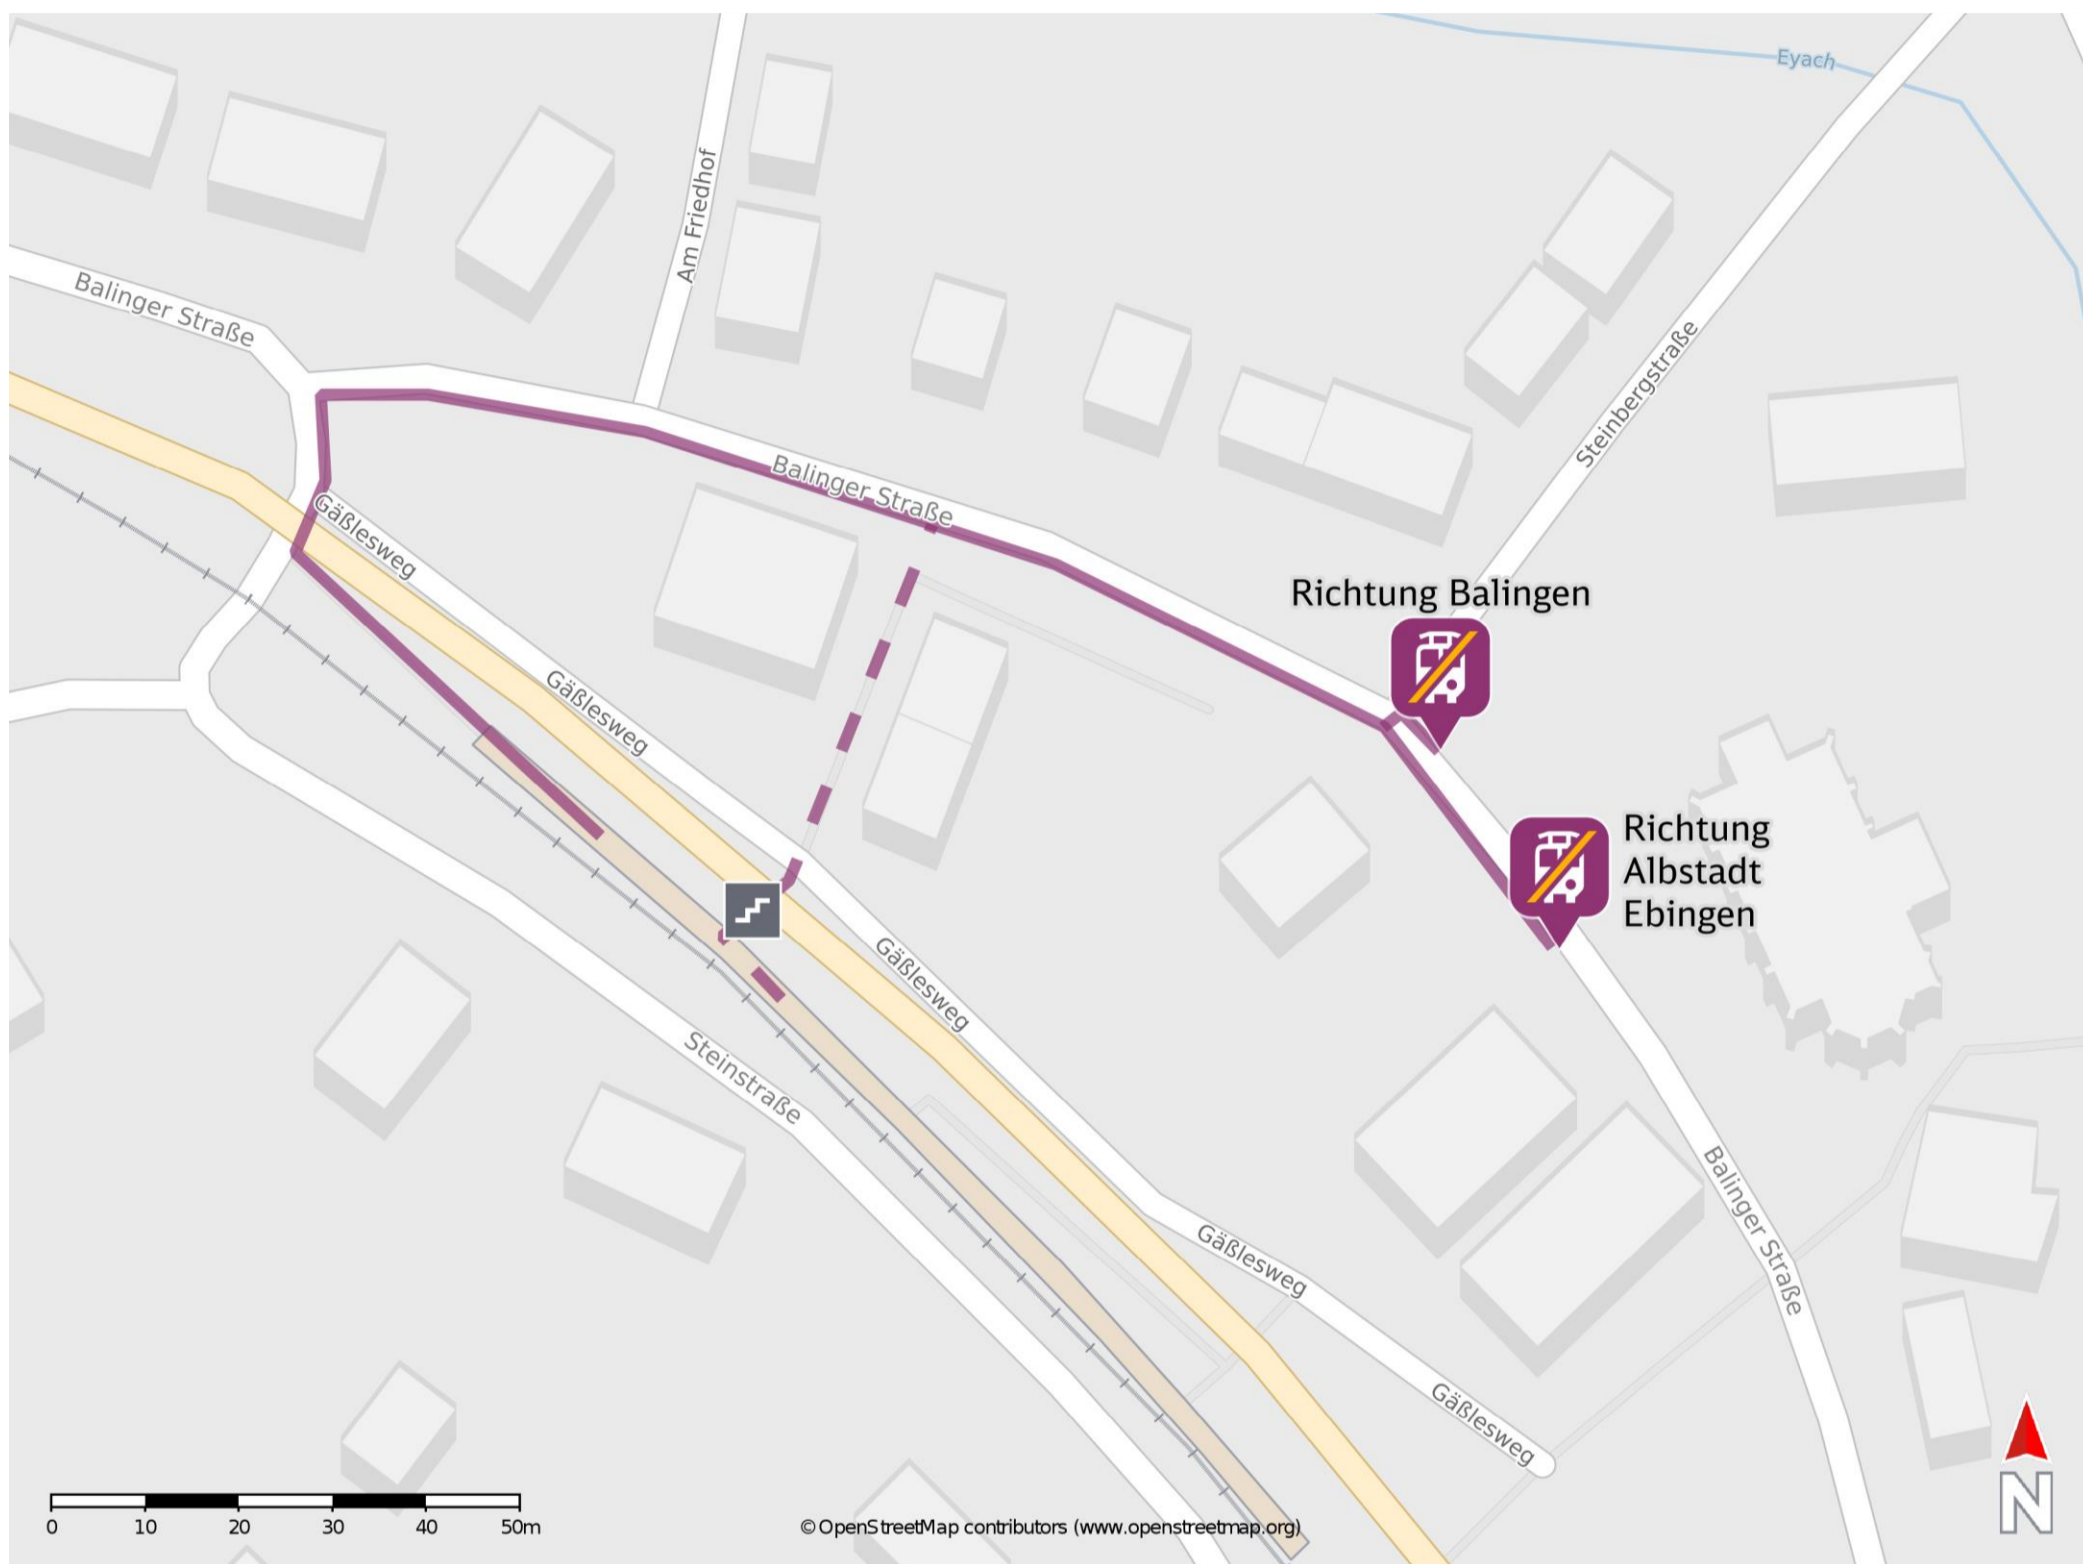 Eyach
Am Friedhof
Balinger Straße
Steinbergstraße
Balinger Straße
Gäßlesweg
Richtung Balingen
Gäßlesweg
Richtung
Albstadt
Ebingen
Gäßlesweg
Steinstraße
Balinger Straße
Gäßlesweg
Gäßlesweg
N
0 10 20 30 40 50m
© OpenStreetMap contributors (www.openstreetmap.org)